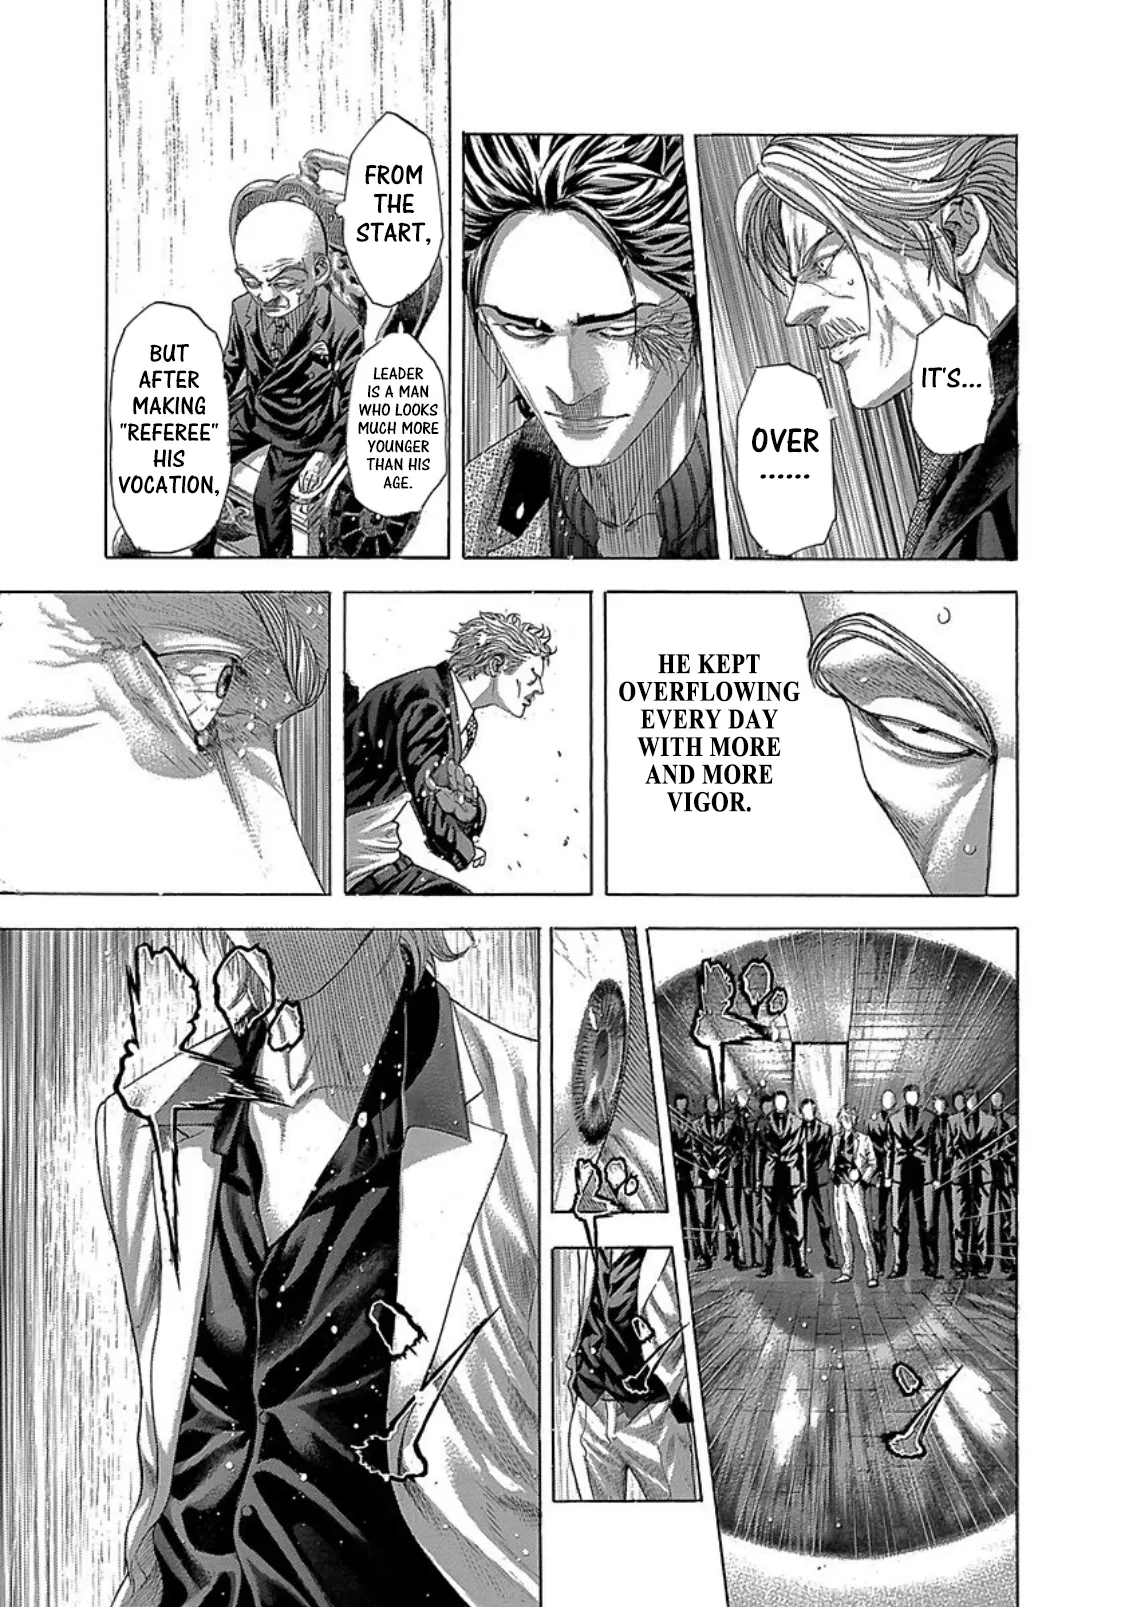 IT'S...
OVER
......
FROM
THE
START,
LEADER
IS A MAN
WHO LOOKS
MUCH MORE
YOUNGER
THAN HIS
AGE.
BUT
AFTER
MAKING
"REFEREE"
HIS
VOCATION,
HE KEPT
OVERFLOWING
EVERY DAY
WITH MORE
AND MORE
VIGOR.